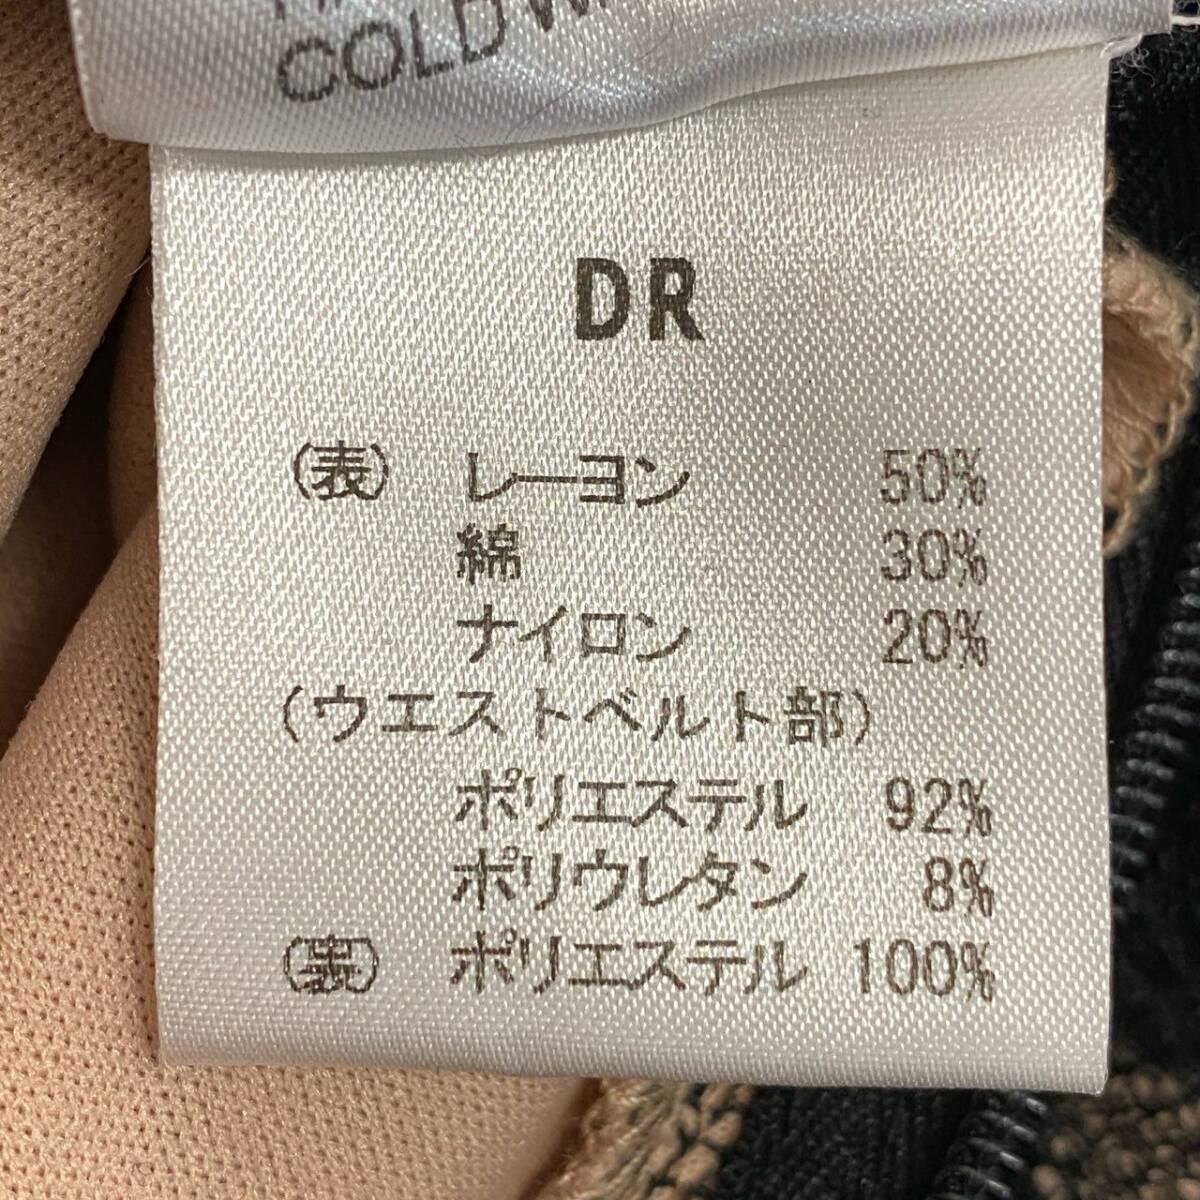 COLD
DR
(表) レーヨン 50%
綿 30%
ナイロン 20%
(ウエストベルト部)
ポリエステル 92%
ポリウレタン 8%
(裏) ポリエステル 100%